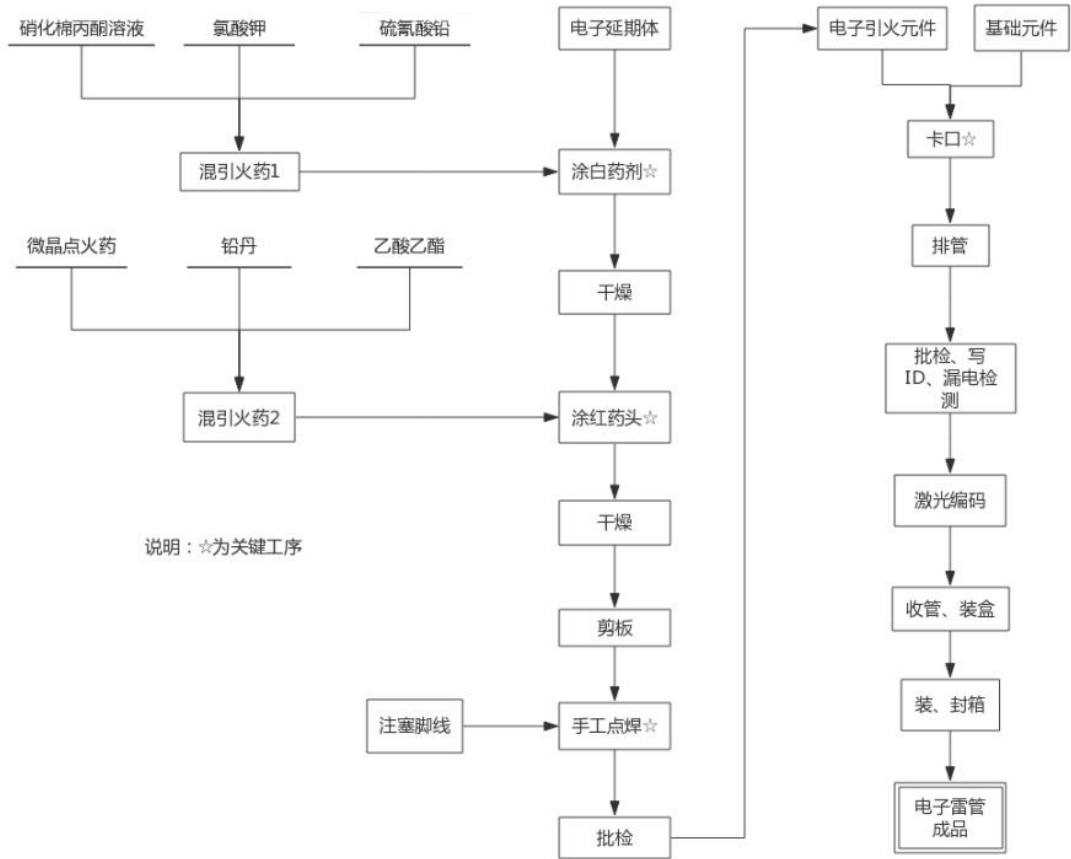 硝化棉丙酮溶液
氯酸钾
硫氰酸铅
电子延期体
电子引火元件
基础元件
卡口☆
混引火药1
涂白药剂☆
排管
微晶点火药
铅丹
乙酸乙酯
干燥
批检、写
ID、漏电检
测
混引火药2
涂红药头☆
激光编码
干燥
说明：☆为关键工序
收管、装盒
剪板
装、封箱
注塞脚线
手工点焊☆
电子雷管
成品
批检